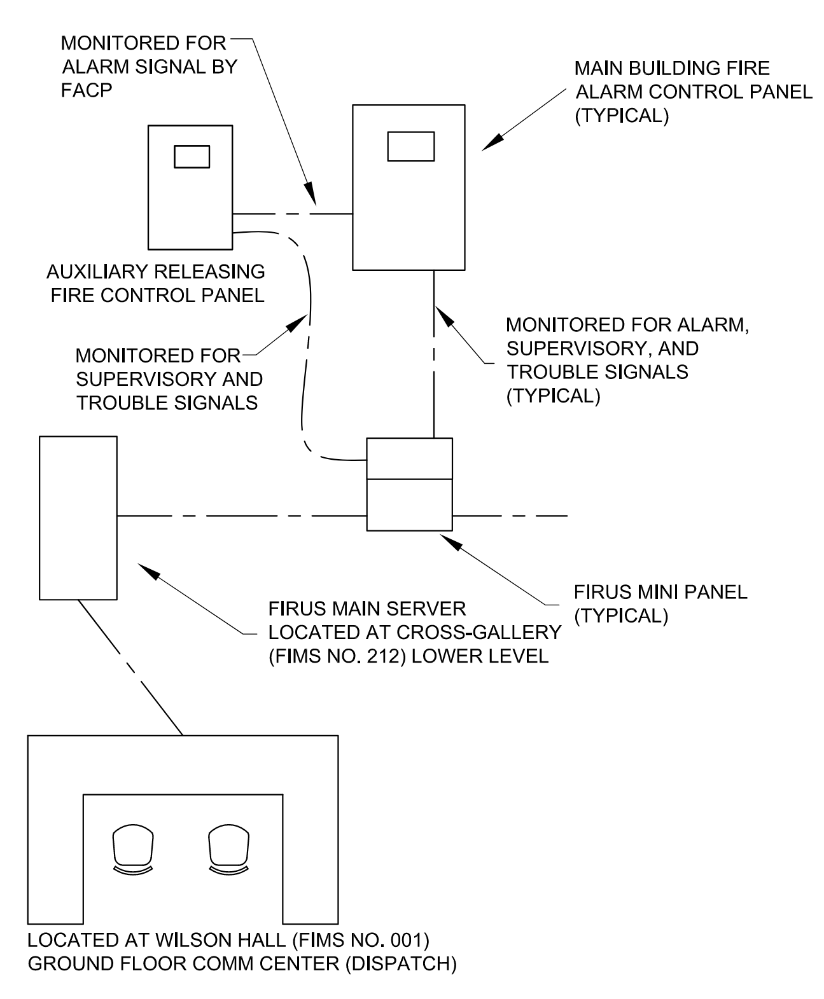 MONITORED FOR
ALARM SIGNAL BY
FACP
MAIN BUILDING FIRE
ALARM CONTROL PANEL
(TYPICAL)
AUXILIARY RELEASING
FIRE CONTROL PANEL
MONITORED FOR ALARM,
SUPERVISORY, AND
TROUBLE SIGNALS
(TYPICAL)
MONITORED FOR
SUPERVISORY AND
TROUBLE SIGNALS
FIRUS MINI PANEL
(TYPICAL)
FIRUS MAIN SERVER
LOCATED AT CROSS-GALLERY
(FIMS NO. 212) LOWER LEVEL
LOCATED AT WILSON HALL (FIMS NO. 001)
GROUND FLOOR COMM CENTER (DISPATCH)